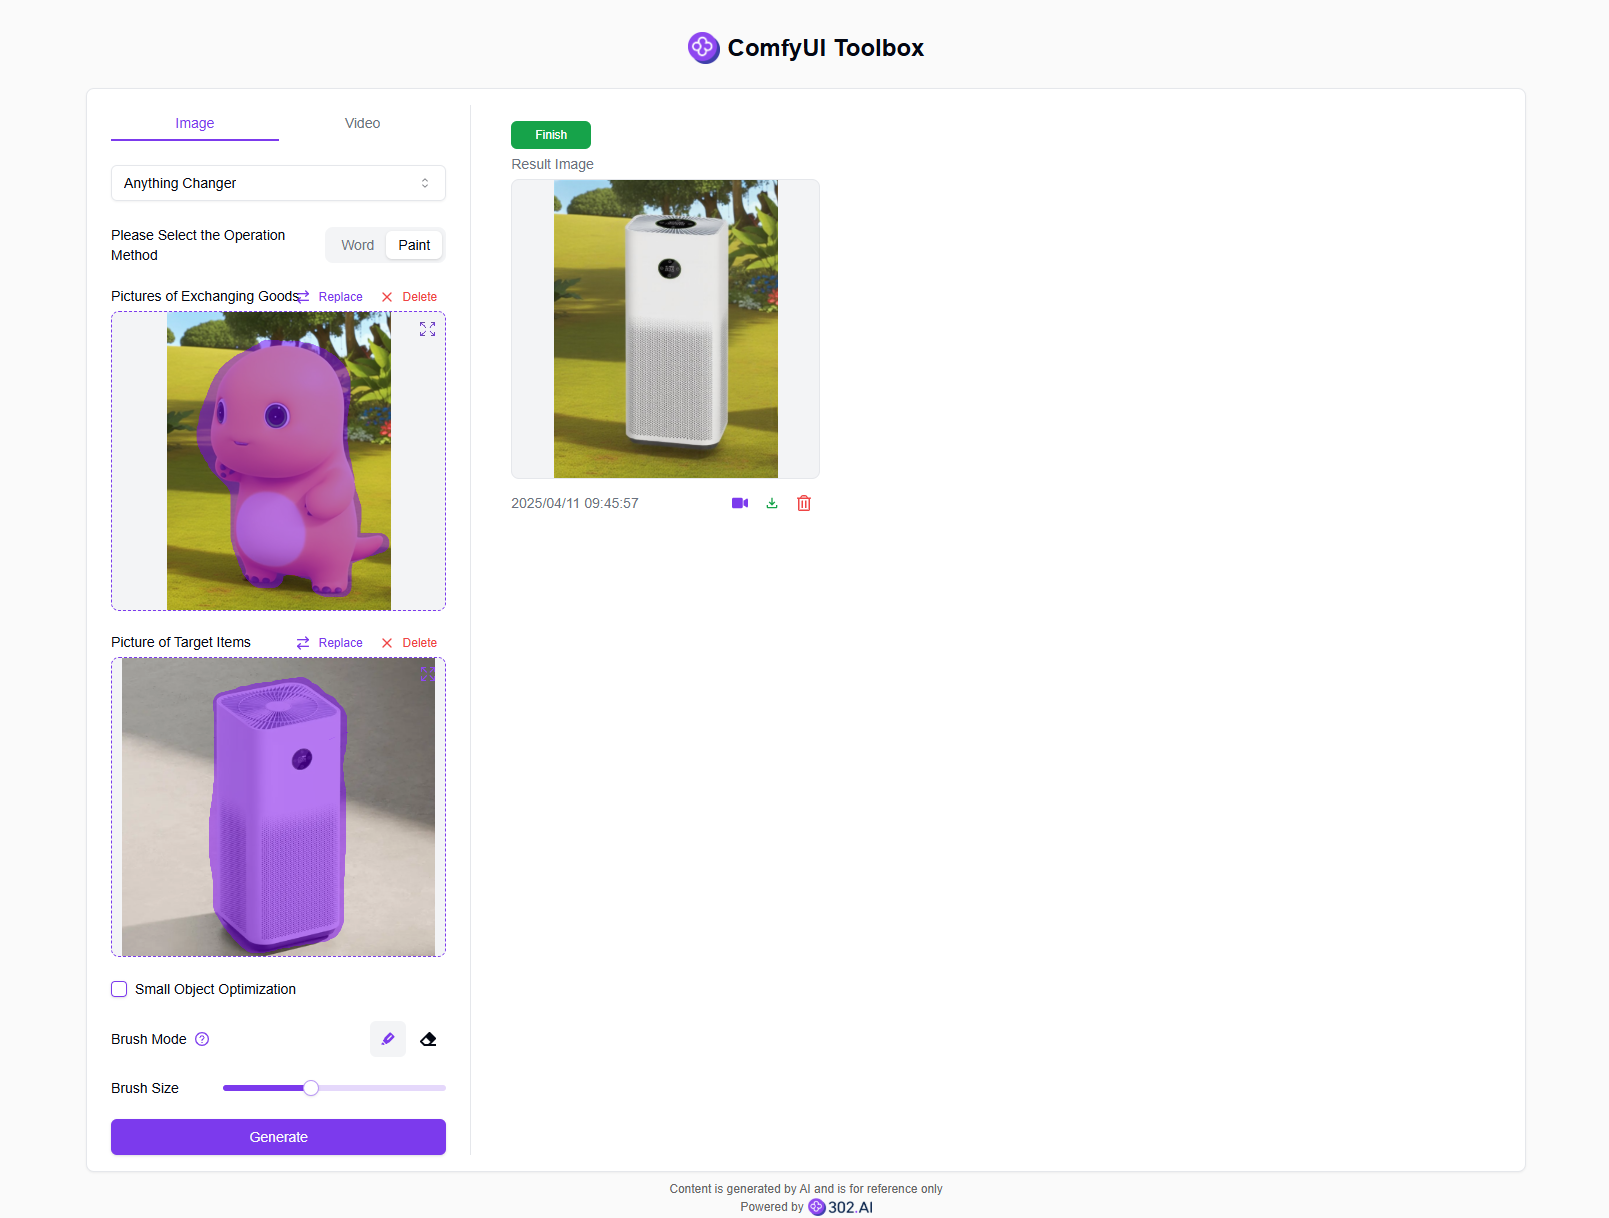 ComfyUI Toolbox
Image
Video
Anything Changer
Please Select the Operation
Method
Word
Paint
Pictures of Exchanging Goods
Replace
Delete
Picture of Target Items
Replace
Delete
Small Object Optimization
Brush Mode
Brush Size
Generate
Finish
Result Image
2025/04/11 09:45:57
Content is generated by AI and is for reference only
Powered by 302.AI